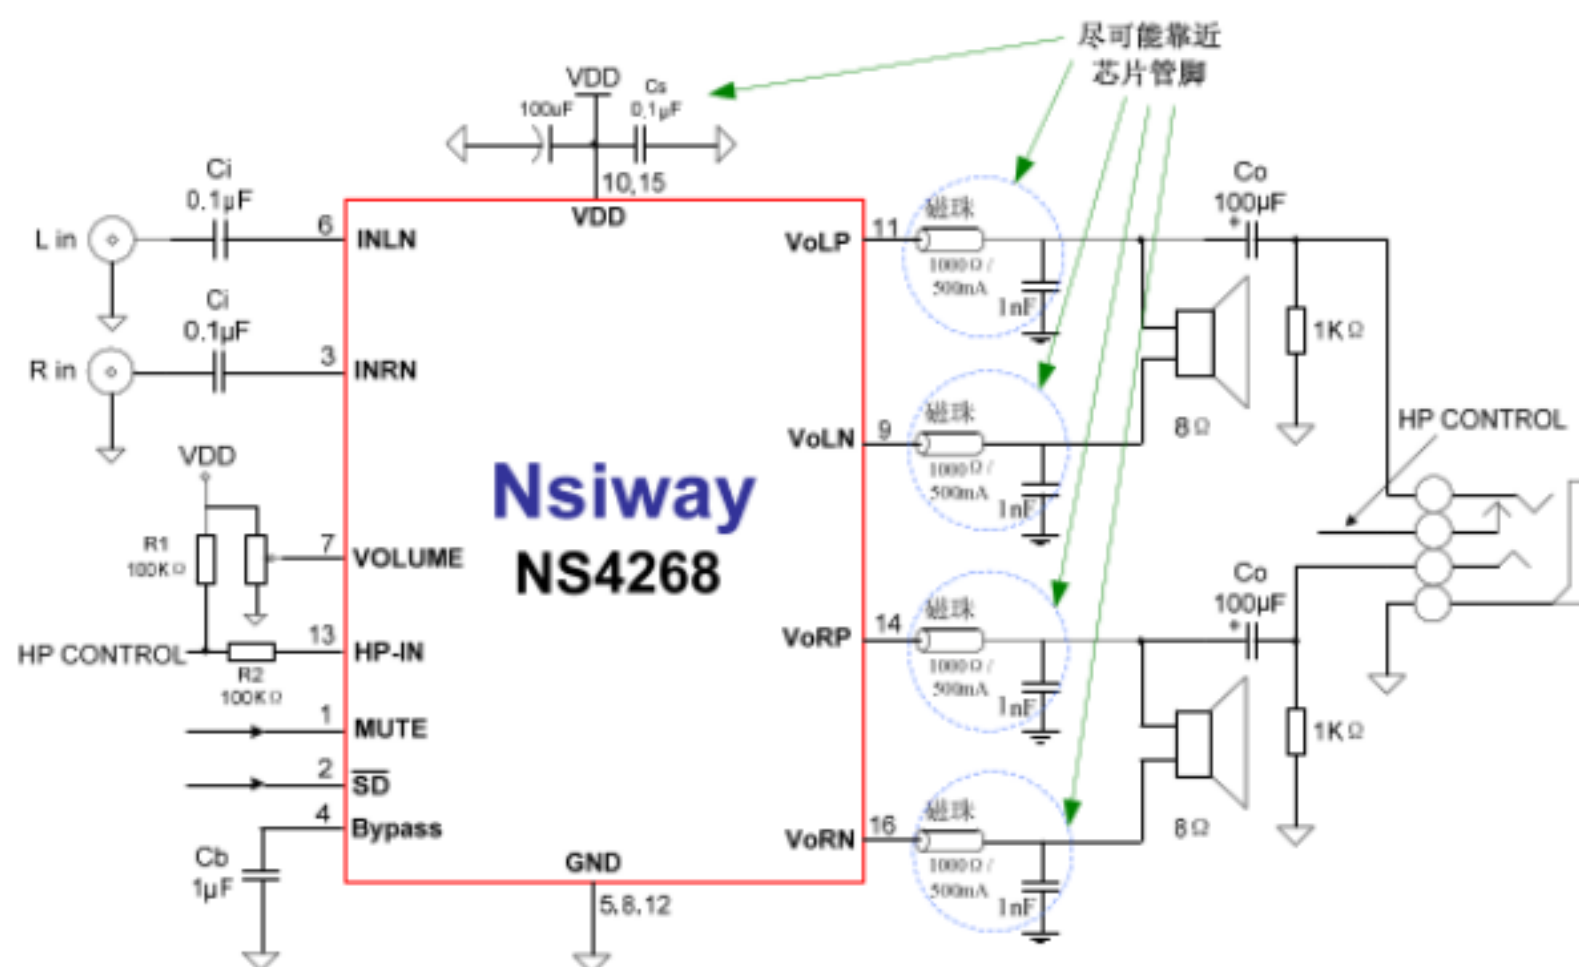 尽可能靠近
芯片管脚
VDD
100uF
Cs
0.1μF
10,15
VDD
Ci
0.1μF
L in
6
INLN
Ci
0.1μF
R in
3
INRN
VDD
R1
100KΩ
7
VOLUME
HP CONTROL
13
HP-IN
R2
100KΩ
1
MUTE
2
SD
4
Bypass
Cb
1μF
GND
5,8,12
Nsiway
NS4268
VoLP
11
磁珠
1000Ω/
500mA
1nF
Co
100μF
+
1KΩ
8Ω
VoLN
9
磁珠
1000Ω/
500mA
1nF
HP CONTROL
VoRP
14
磁珠
1000Ω/
500mA
1nF
Co
100μF
+
1KΩ
8Ω
VoRN
16
磁珠
1000Ω/
500mA
1nF